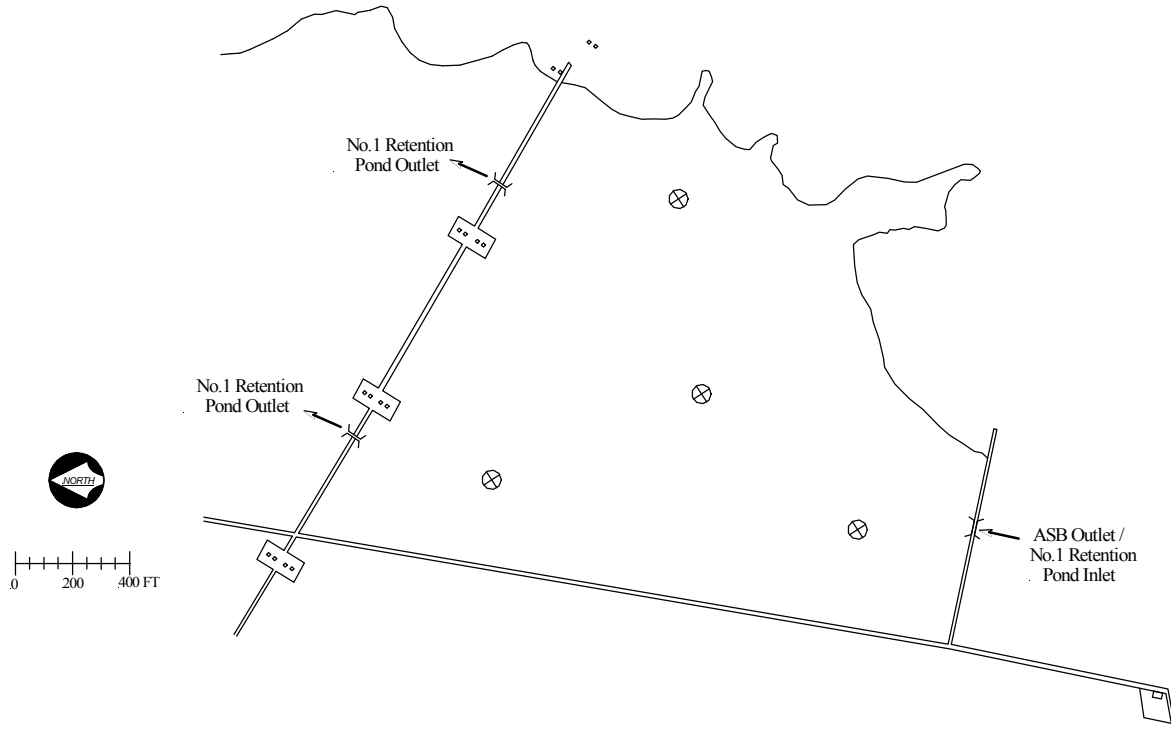 No.1 Retention
Pond Outlet
No.1 Retention
Pond Outlet
NORTH
0 200 400 FT
ASB Outlet /
No.1 Retention
Pond Inlet